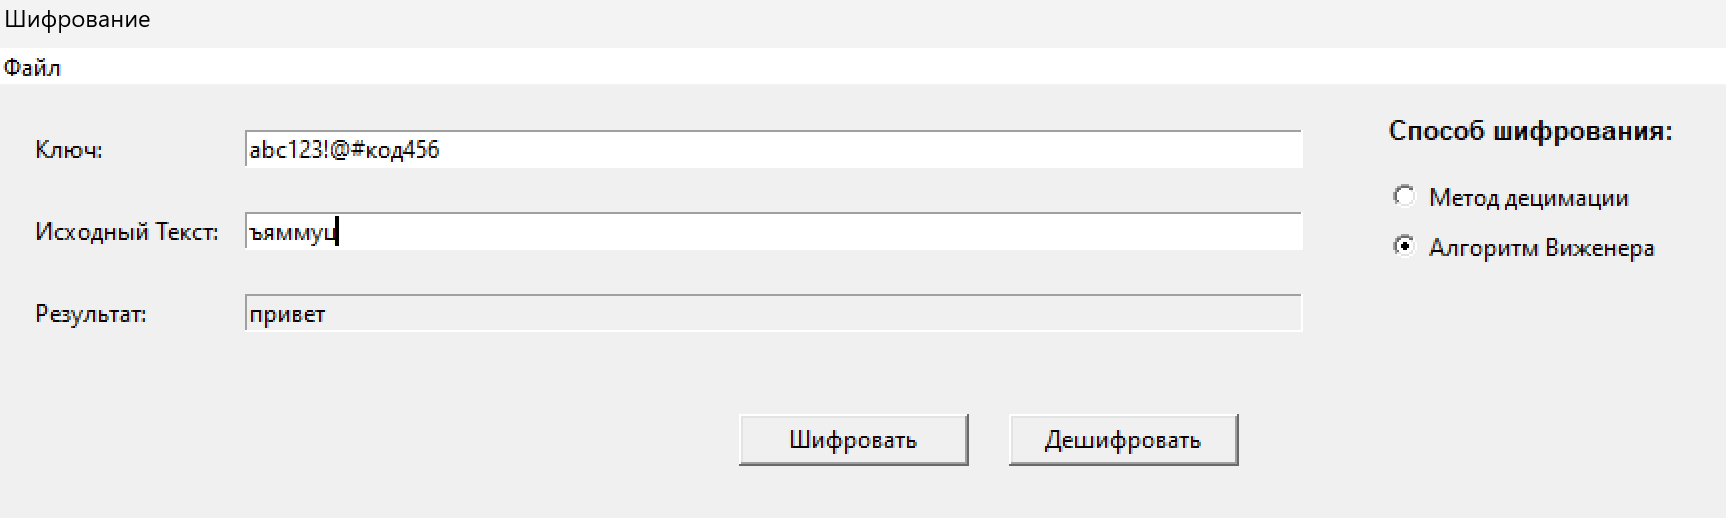 Шифрование
Файл
Ключ: abc123!@#код456
Исходный Текст: ъяммуц
Результат: привет
Способ шифрования:
Метод децимации
Алгоритм Виженера
Шифровать Дешифровать